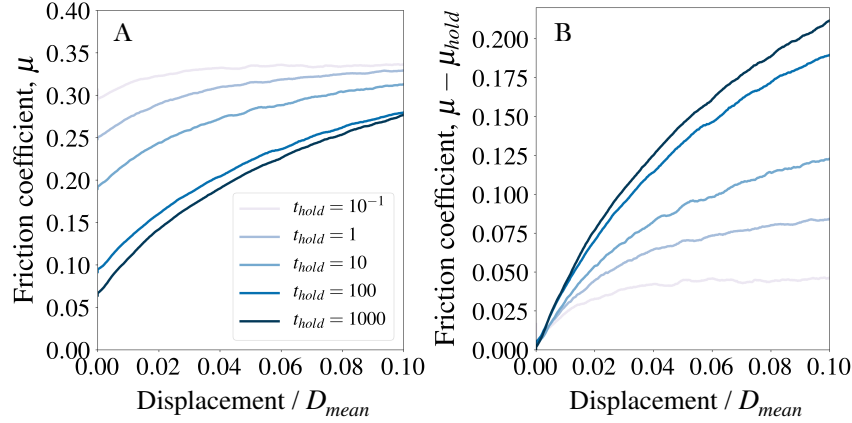 A
Friction coefficient, μ
0.40
0.35
0.30
0.25
0.20
0.15
0.10
0.05
0.00
t_hold = 10⁻¹
t_hold = 1
t_hold = 10
t_hold = 100
t_hold = 1000
0.00 0.02 0.04 0.06 0.08 0.10
Displacement / D_mean
B
Friction coefficient, μ − μ_hold
0.200
0.175
0.150
0.125
0.100
0.075
0.050
0.025
0.000
0.00 0.02 0.04 0.06 0.08 0.10
Displacement / D_mean